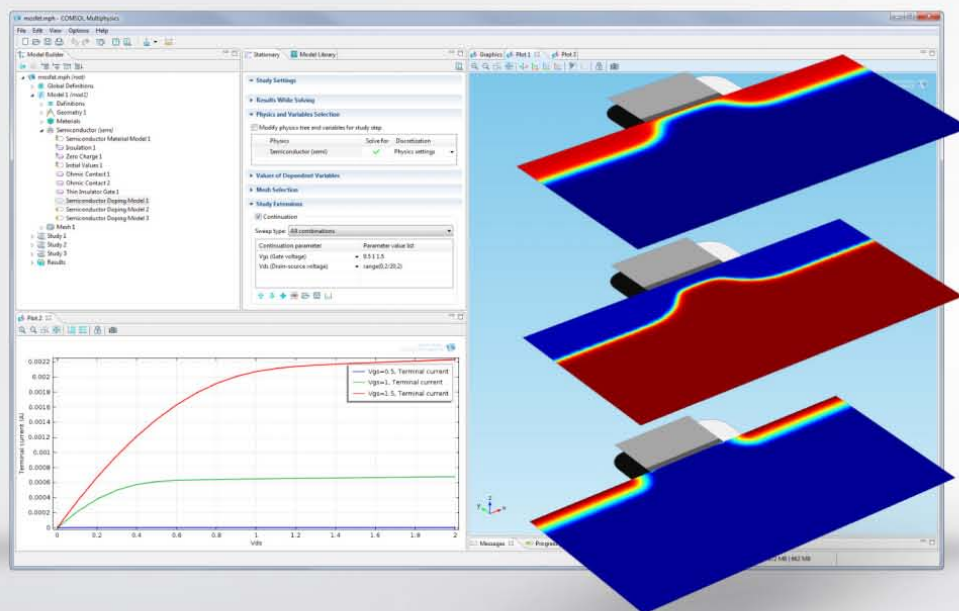 mosfet.mph - COMSOL Multiphysics
File Edit View Options Help
Model Builder
mosfet.mph (root)
Global Definitions
Model 1 (mod1)
Definitions
Geometry 1
Materials
Semiconductor (semi)
Semiconductor Material Model 1
Insulation 1
Zero Charge 1
Initial Values 1
Ohmic Contact 1
Ohmic Contact 2
Thin Insulator Gate 1
Semiconductor Doping Model 1
Semiconductor Doping Model 2
Semiconductor Doping Model 3
Mesh 1
Study 1
Study 2
Study 3
Results
Stationary Model Library
Study Settings
Results While Solving
Physics and Variables Selection
Modify physics tree and variables for study step
Physics Solve for Discretization
Semiconductor (semi) Physics settings
Values of Dependent Variables
Mesh Selection
Study Extensions
Continuation
Sweep type: All combinations
Continuation parameter Parameter value list
Vgs (Gate voltage) 0.5 1 1.5
Vds (Drain-source voltage)
Graphics Plot 1 Plot 2
Plot 2
0.0022
0.002
0.0018
0.0016
0.0014
0.0012
0.001
0.0008
0.0006
0.0004
0.0002
0
Terminal current (A)
Vgs=0.5, Terminal current
Vgs=1, Terminal current
Vgs=1.5, Terminal current
0 0.2 0.4 0.6 0.8 1 1.2 1.4 1.6 1.8 2
Vds
z
y
x
Messages